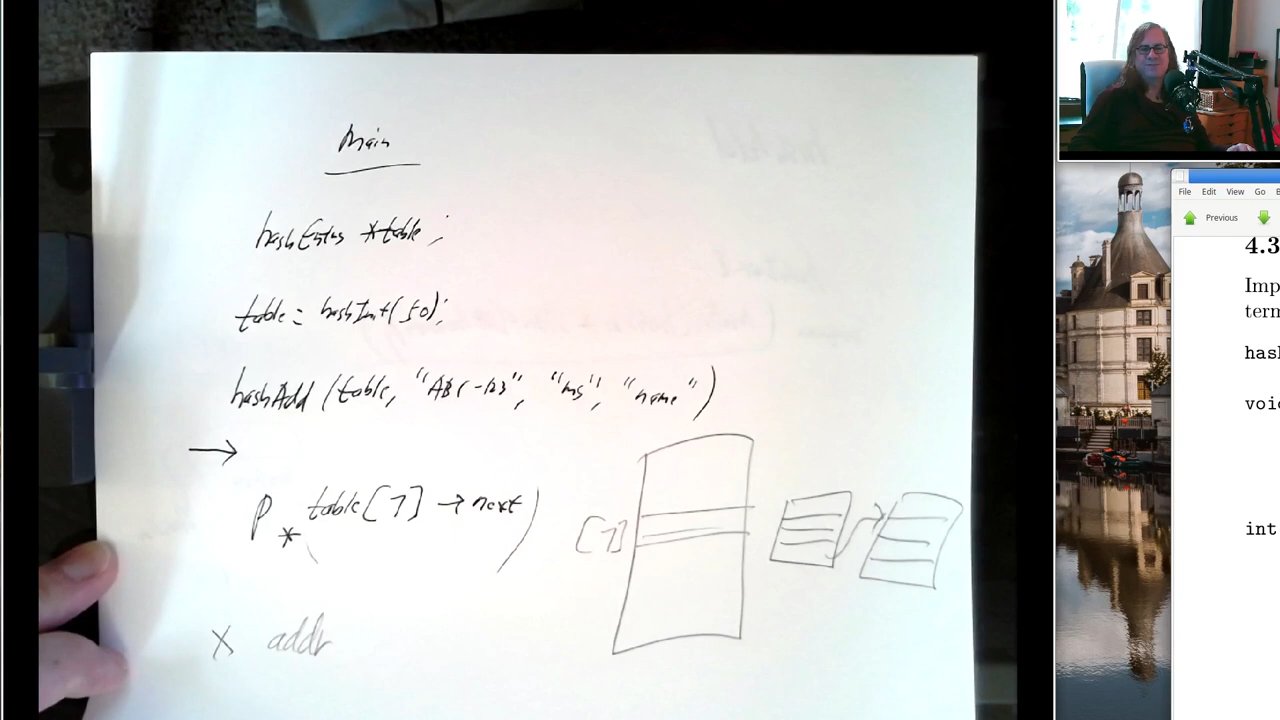 Main
hashEntry *table;
table = hashInit(50);
hashAdd (table, "ABC-123", "ms", "name")
→
P * table[7] → next)
[7]
X addr
File Edit View Go B
Previous
4.3
Imp
term
hash
void
int